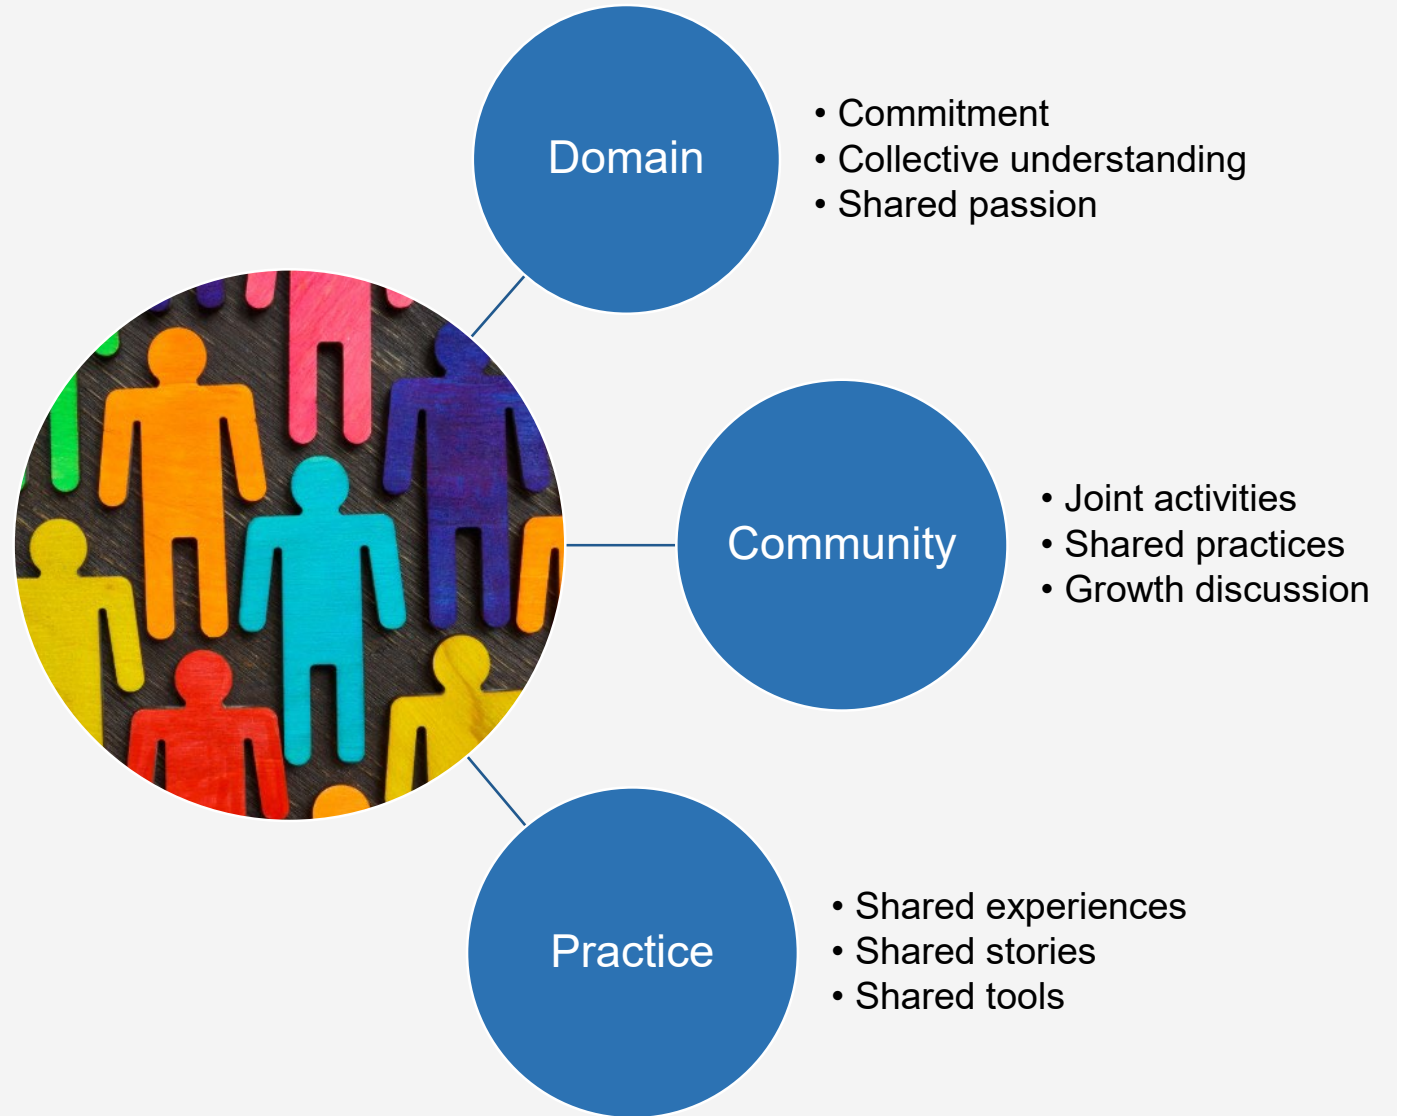 Domain
• Commitment
• Collective understanding
• Shared passion
Community
• Joint activities
• Shared practices
• Growth discussion
Practice
• Shared experiences
• Shared stories
• Shared tools